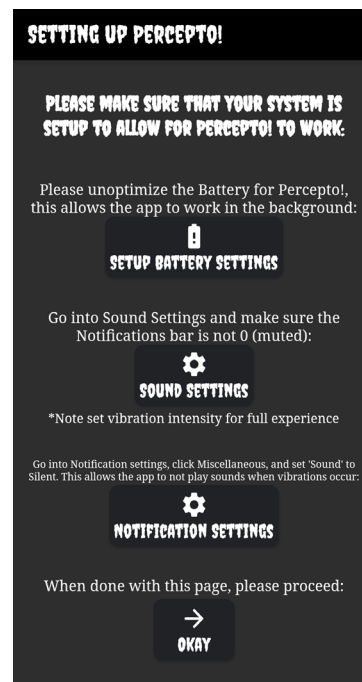 SETTING UP PERCEPTO!
PLEASE MAKE SURE THAT YOUR SYSTEM IS
SETUP TO ALLOW FOR PERCEPTO! TO WORK:
Please unoptimize the Battery for Percepto!,
this allows the app to work in the background:
SETUP BATTERY SETTINGS
Go into Sound Settings and make sure the
Notifications bar is not 0 (muted):
SOUND SETTINGS
*Note set vibration intensity for full experience
Go into Notification settings, click Miscellaneous, and set 'Sound' to
Silent. This allows the app to not play sounds when vibrations occur:
NOTIFICATION SETTINGS
When done with this page, please proceed:
OKAY